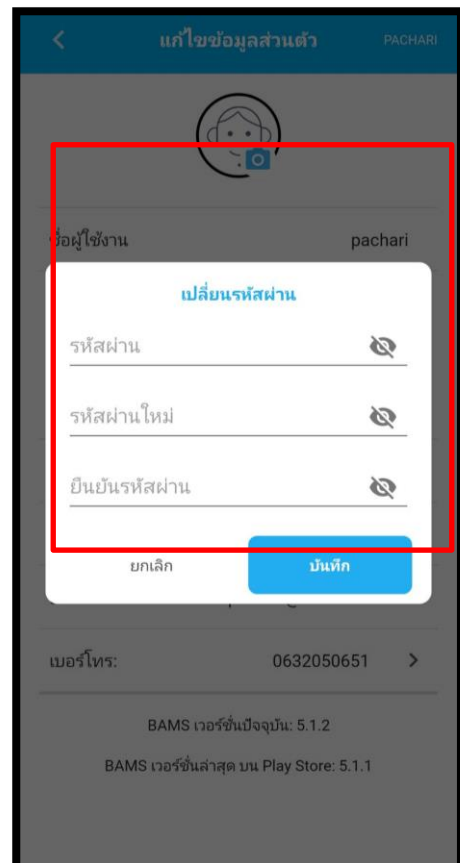 แก้ไขข้อมูลส่วนตัว PACHARI
ชื่อผู้ใช้งาน pachari
เปลี่ยนรหัสผ่าน
รหัสผ่าน
รหัสผ่านใหม่
ยืนยันรหัสผ่าน
ยกเลิก บันทึก
เบอร์โทร: 0632050651
BAMS เวอร์ชั่นปัจจุบัน: 5.1.2
BAMS เวอร์ชั่นล่าสุด บน Play Store: 5.1.1